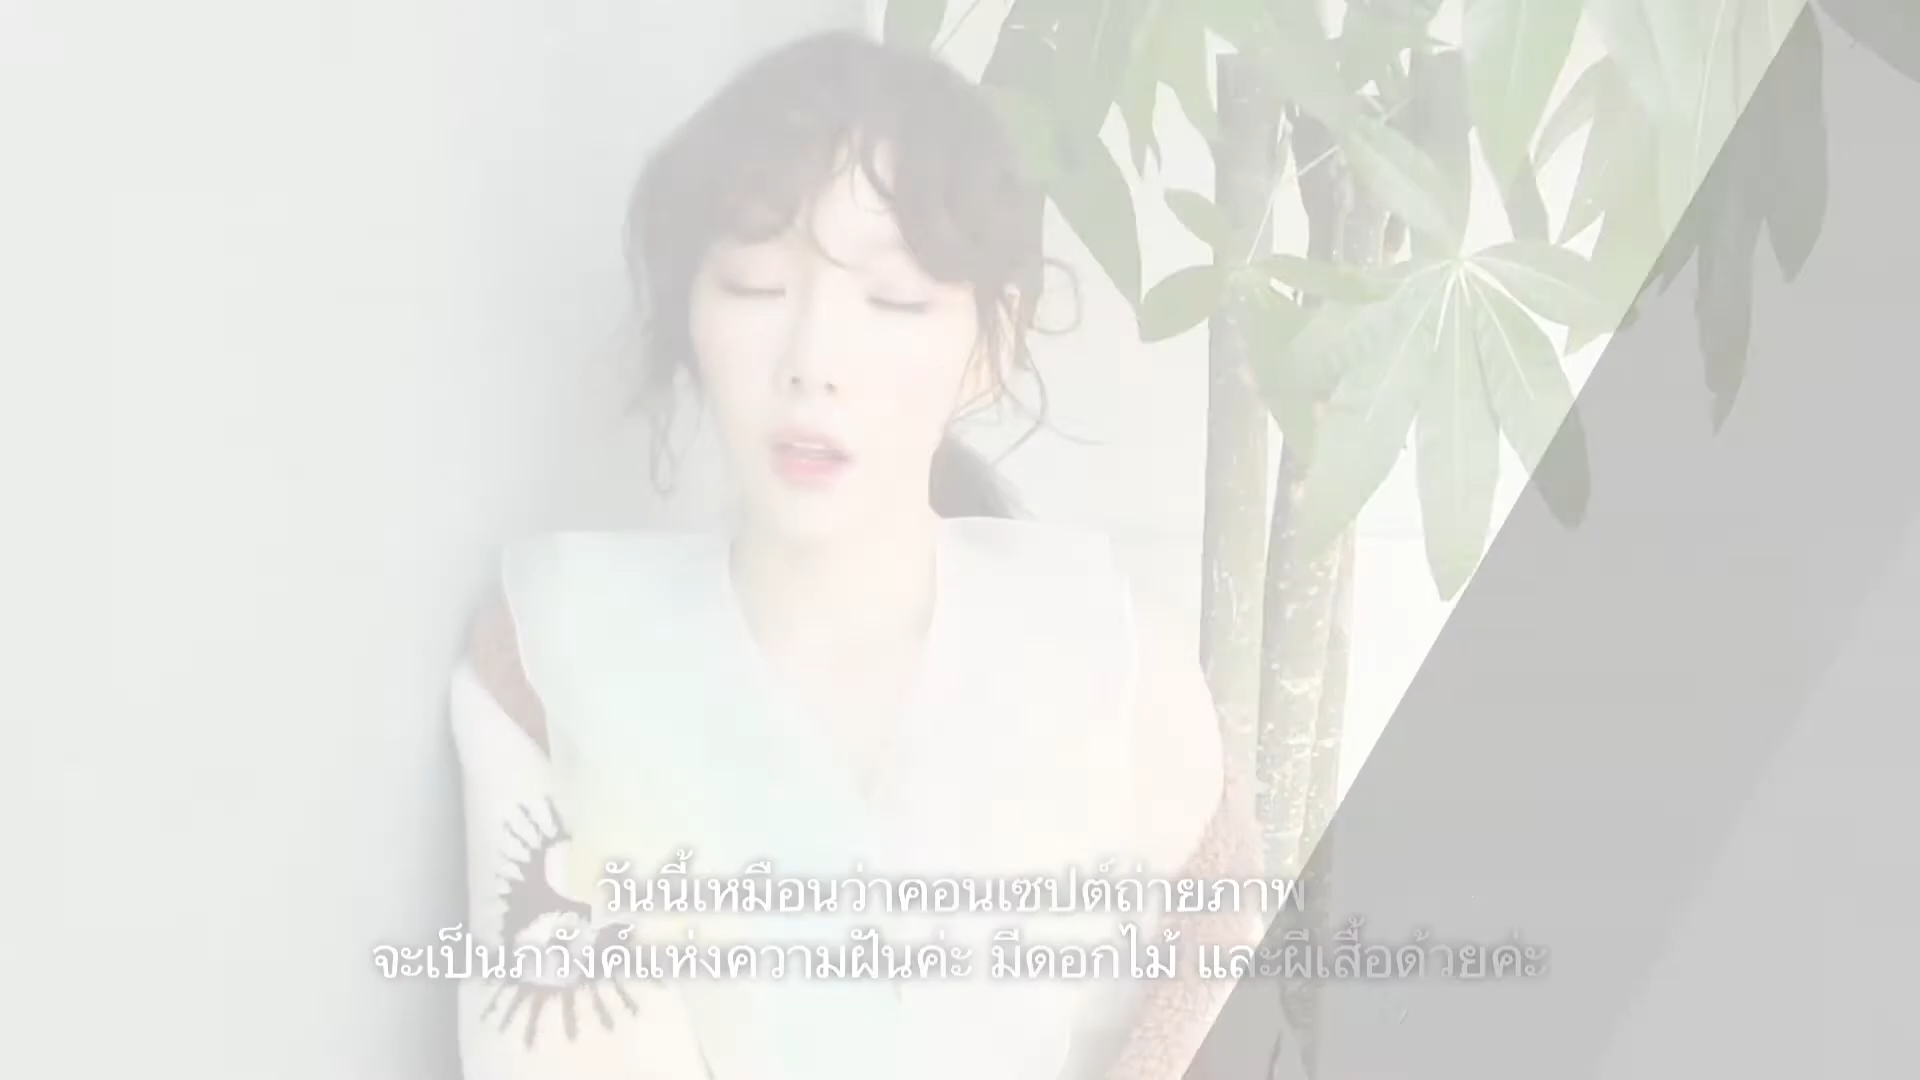 วันนี้เหมือนว่าคอนเซปต์ถ่ายภาพ
จะเป็นภวังค์แห่งความฝันค่ะ มีดอกไม้ และผีเสื้อด้วยค่ะ